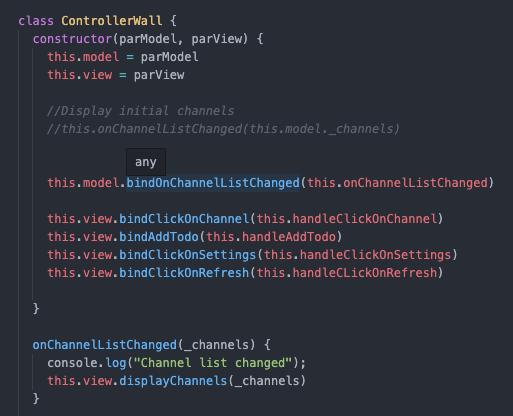 class ControllerWall {
constructor(parModel, parView) {
this.model = parModel
this.view = parView
//Display initial channels
//this.onChannelListChanged(this.model._channels)
any
this.model.bindOnChannelListChanged(this.onChannelListChanged)
this.view.bindClickOnChannel(this.handleClickOnChannel)
this.view.bindAddTodo(this.handleAddTodo)
this.view.bindClickOnSettings(this.handleClickOnSettings)
this.view.bindClickOnRefresh(this.handleCLickOnRefresh)
}
onChannelListChanged(_channels) {
console.log("Channel list changed");
this.view.displayChannels(_channels)
}